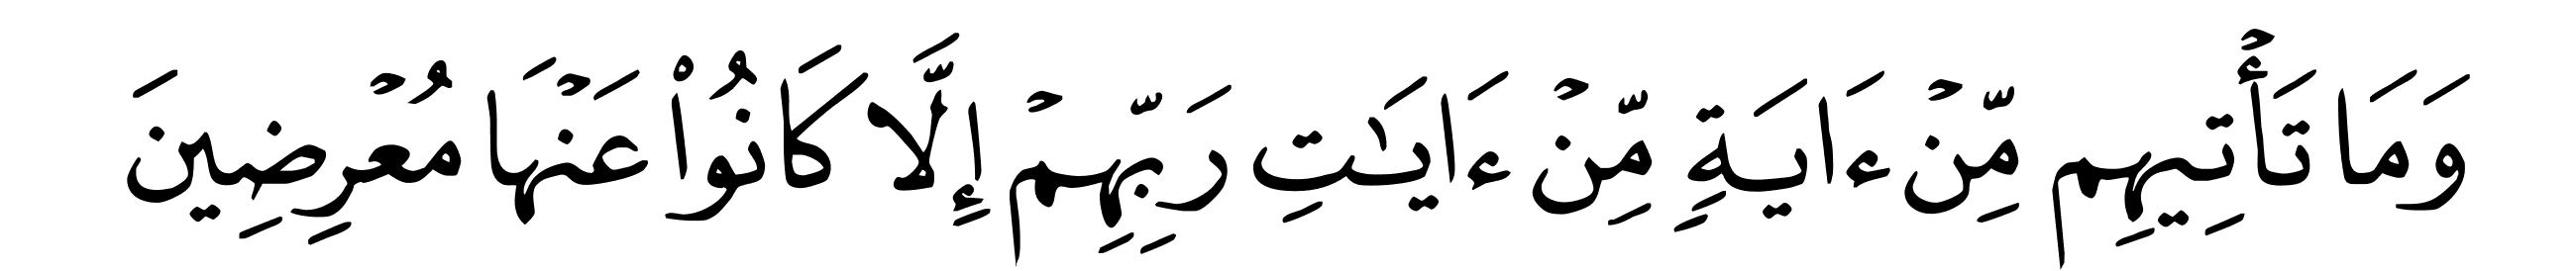 وَمَا تَأۡتِيهِم مِّنۡ ءَايَةٖ مِّنۡ ءَايَٰتِ رَبِّهِمۡ إِلَّا كَانُواْ عَنۡهَا مُعۡرِضِينَ